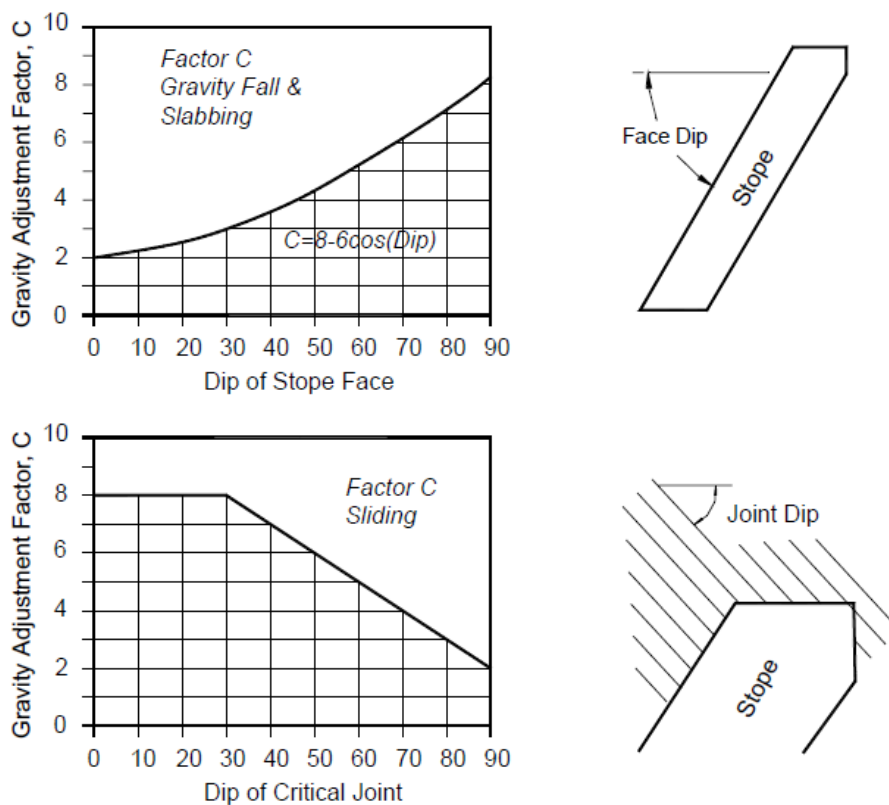 Gravity Adjustment Factor, C
10
8
6
4
2
0
Factor C
Gravity Fall &
Slabbing
C=8-6cos(Dip)
0 10 20 30 40 50 60 70 80 90
Dip of Stope Face
Face Dip
Stope
Gravity Adjustment Factor, C
10
8
6
4
2
0
Factor C
Sliding
0 10 20 30 40 50 60 70 80 90
Dip of Critical Joint
Joint Dip
Stope